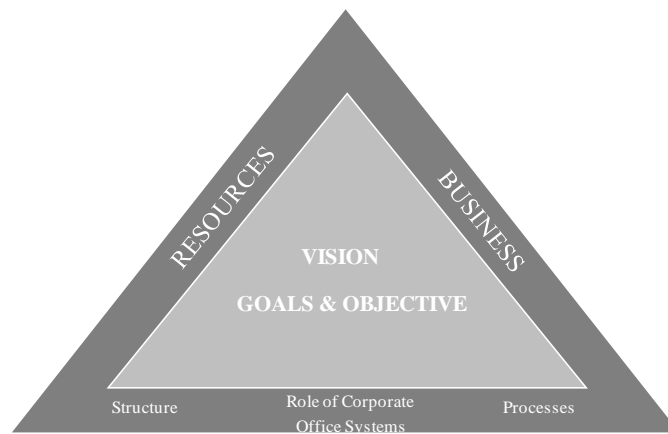 RESOURCES
BUSINESS
VISION
GOALS & OBJECTIVE
Structure
Role of Corporate
Office Systems
Processes